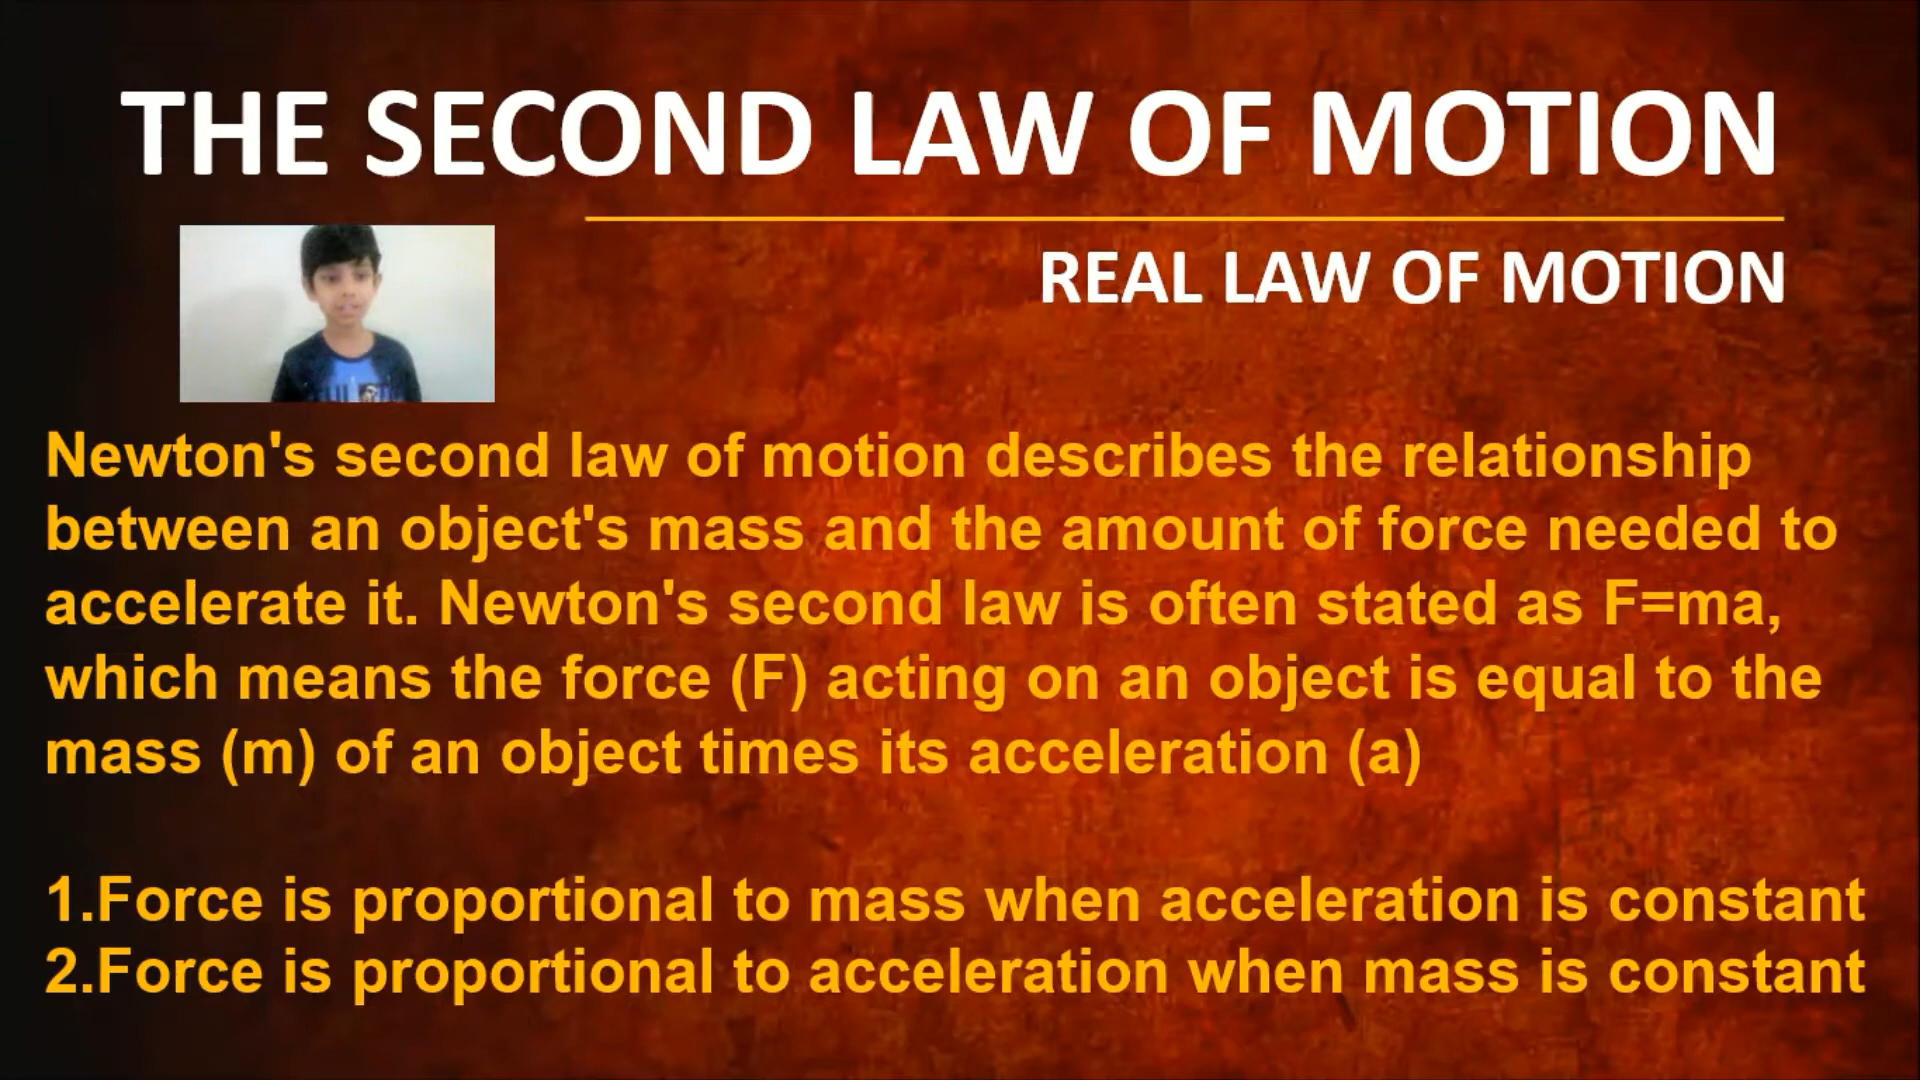 THE SECOND LAW OF MOTION
REAL LAW OF MOTION
Newton's second law of motion describes the relationship
between an object's mass and the amount of force needed to
accelerate it. Newton's second law is often stated as F=ma,
which means the force (F) acting on an object is equal to the
mass (m) of an object times its acceleration (a)
1.Force is proportional to mass when acceleration is constant
2.Force is proportional to acceleration when mass is constant